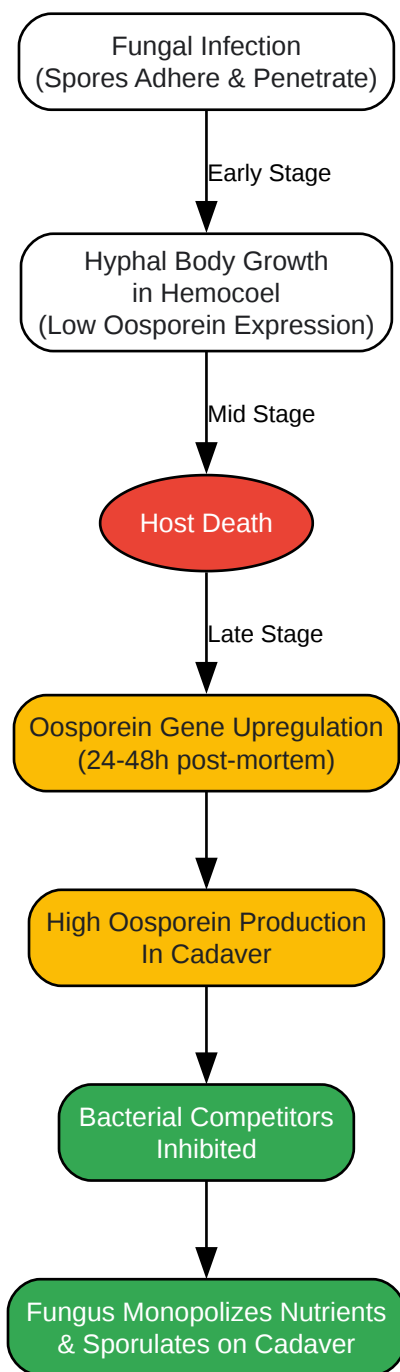 Fungal Infection
(Spores Adhere & Penetrate)
Early Stage
Hyphal Body Growth
in Hemocoel
(Low Oosporein Expression)
Mid Stage
Host Death
Late Stage
Oosporein Gene Upregulation
(24-48h post-mortem)
High Oosporein Production
In Cadaver
Bacterial Competitors
Inhibited
Fungus Monopolizes Nutrients
& Sporulates on Cadaver